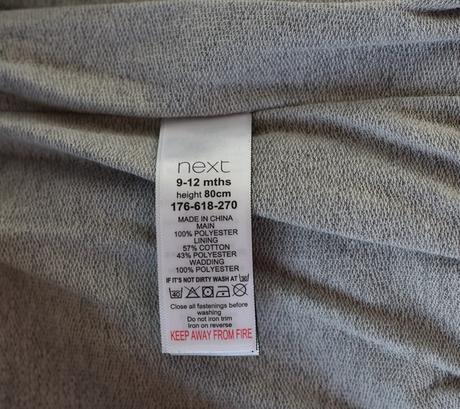 next
9-12 mths
height 80cm
176-618-270
MADE IN CHINA
MAIN
100% POLYESTER
LINING
57% COTTON
43% POLYESTER
WADDING
100% POLYESTER
IF IT'S NOT DIRTY WASH AT 30
Close all fastenings before
washing
Do not iron trim
Iron on reverse
KEEP AWAY FROM FIRE